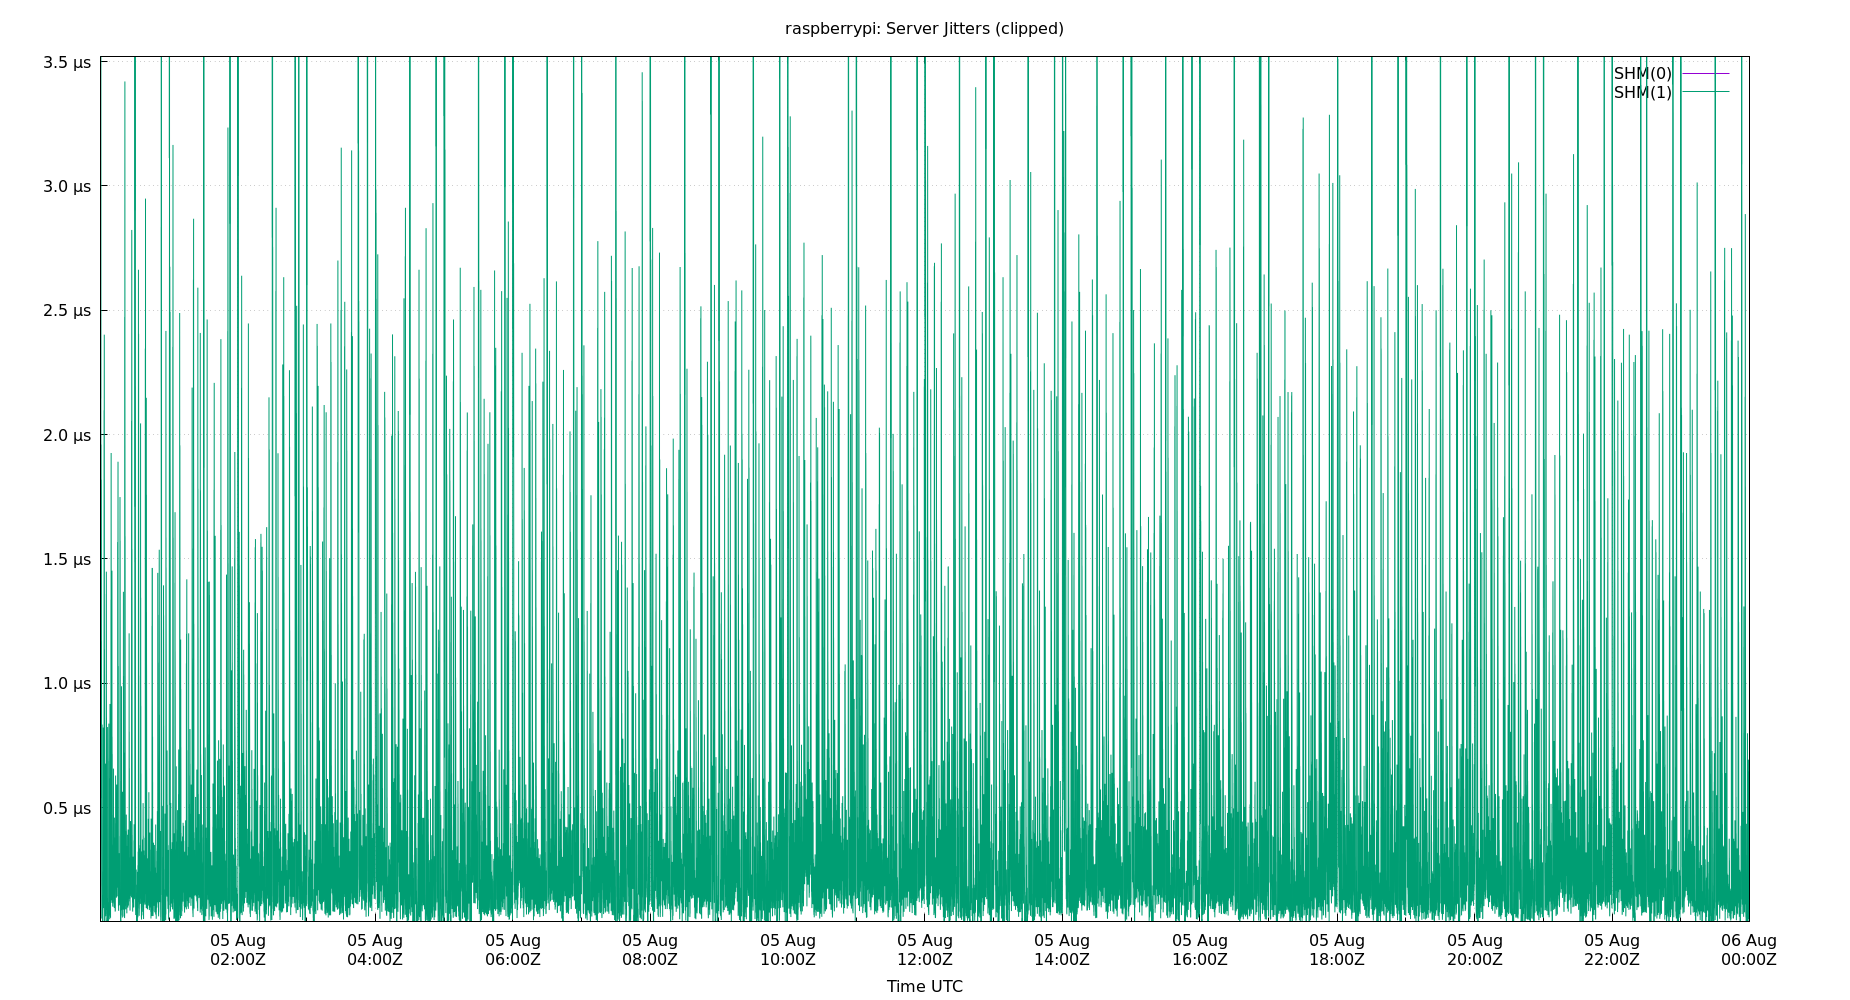 raspberrypi: Server Jitters (clipped)
3.5 µs
3.0 µs
2.5 µs
2.0 µs
1.5 µs
1.0 µs
0.5 µs
SHM(0)
SHM(1)
05 Aug 05 Aug 05 Aug 05 Aug 05 Aug 05 Aug 05 Aug 05 Aug 05 Aug 05 Aug 05 Aug 06 Aug
02:00Z 04:00Z 06:00Z 08:00Z 10:00Z 12:00Z 14:00Z 16:00Z 18:00Z 20:00Z 22:00Z 00:00Z
Time UTC